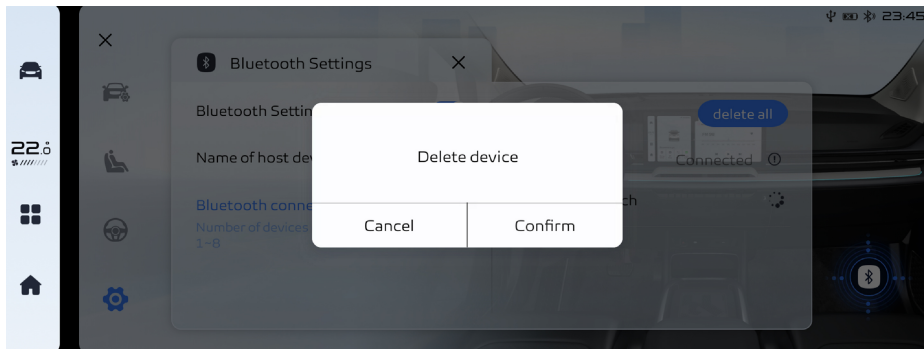 23:45
Bluetooth Settings
Bluetooth Settin
delete all
22.0
Name of host dev
Delete device
Connected
Bluetooth conne
ch
Number of devices
1~8
Cancel
Confirm